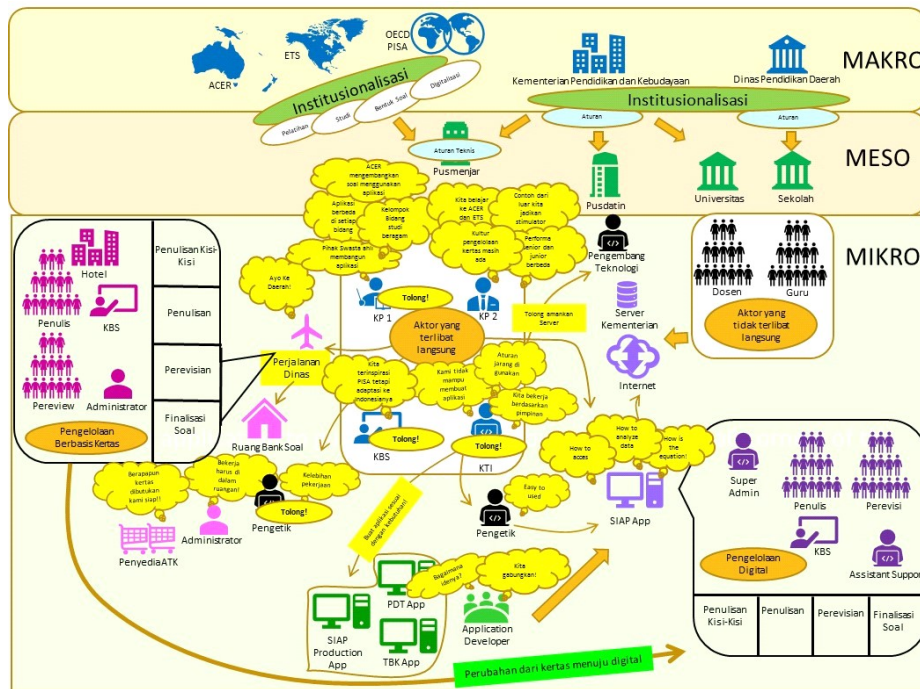 MAKRO
ACER
ETS
OECD
PISA
Institusionalisasi
Pelatihan
Studi
Bentuk Soal
Digitalisasi
Kementerian Pendidikan dan Kebudayaan
Dinas Pendidikan Daerah
Institusionalisasi
Aturan
Aturan
MESO
Aturan Teknis
Pusmenjar
Pusdatin
Universitas
Sekolah
MIKRO
ACER
mengembangkan
soal menggunakan
aplikasi
Aplikasi
berbeda
di setiap
bidang
Kelompok
Bidang
studi
beragam
Pihak Swasta ahli
membangun
aplikasi
Ayo Ke
Daerah!
Kita belajar
ke ACER
dan ETS
Contoh dari
luar kita
jadikan
stimulator
Kultur
pengelolaan
kertas masih
ada
Performa
senior dan
junior berbeda
Pengembang
Teknologi
Dosen
Guru
Aktor yang
tidak terlibat
langsung
Hotel
Penulis
KBS
Pereview
Administrator
Pengelolaan
Berbasis Kertas
Penulisan Kisi-
Kisi
Penulisan
Perevisian
Finalisasi
Soal
KP 1
Tolong!
KP 2
Aktor yang
terlibat
langsung
Tolong amankan
Server
Server
Kementerian
Internet
Perjalanan
Dinas
Ruang Bank Soal
Kita
terinspirasi
PISA tetapi
adaptasi ke
indonesianya
Kami tidak
mampu
membuat
aplikasi
Aturan
jarang di
gunakan
Kita bekerja
berdasarkan
pimpinan
Tolong!
KBS
Tolong!
KTI
How to
acces
How to
analyze
data
How is
the
equation!
SIAP App
Berapapun
kertas
dibutukan
kami siap!!
Bekerja
harus di
dalam
ruangan!
Kelebihan
pekerjaan
Tolong!
Penyedia ATK
Administrator
Pengetik
Buat aplikasi sesuai
dengan kebutuhan!
Easy to
used
Pengetik
Bagaimana
idenya?
Kita
gabungkan!
PDT App
SIAP
Production
App
TBK App
Application
Developer
Super
Admin
Penulis
Perevisi
KBS
Pengelolaan
Digital
Assistant Support
Penulisan
Kisi-Kisi
Penulisan
Perevisian
Finalisasi
Soal
Perubahan dari kertas menuju digital